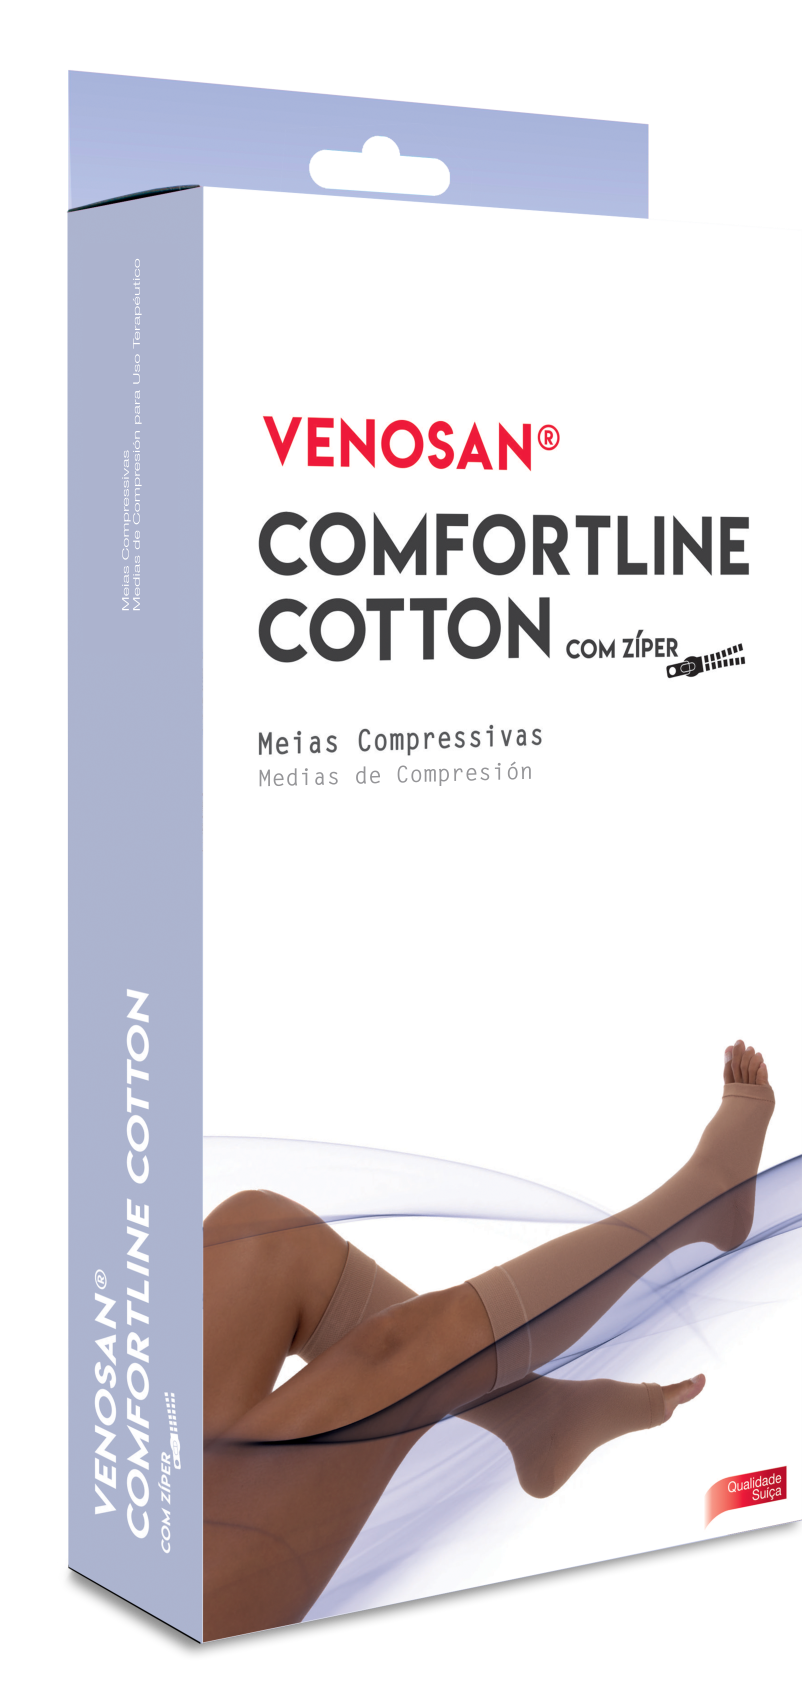 Meias Compressivas
Medias de Compresión para Uso Terapéutico
VENOSAN®
COMFORTLINE COTTON
COM ZÍPER
VENOSAN®
COMFORTLINE
COTTON COM ZÍPER
Meias Compressivas
Medias de Compresión
Qualidade
Suíça